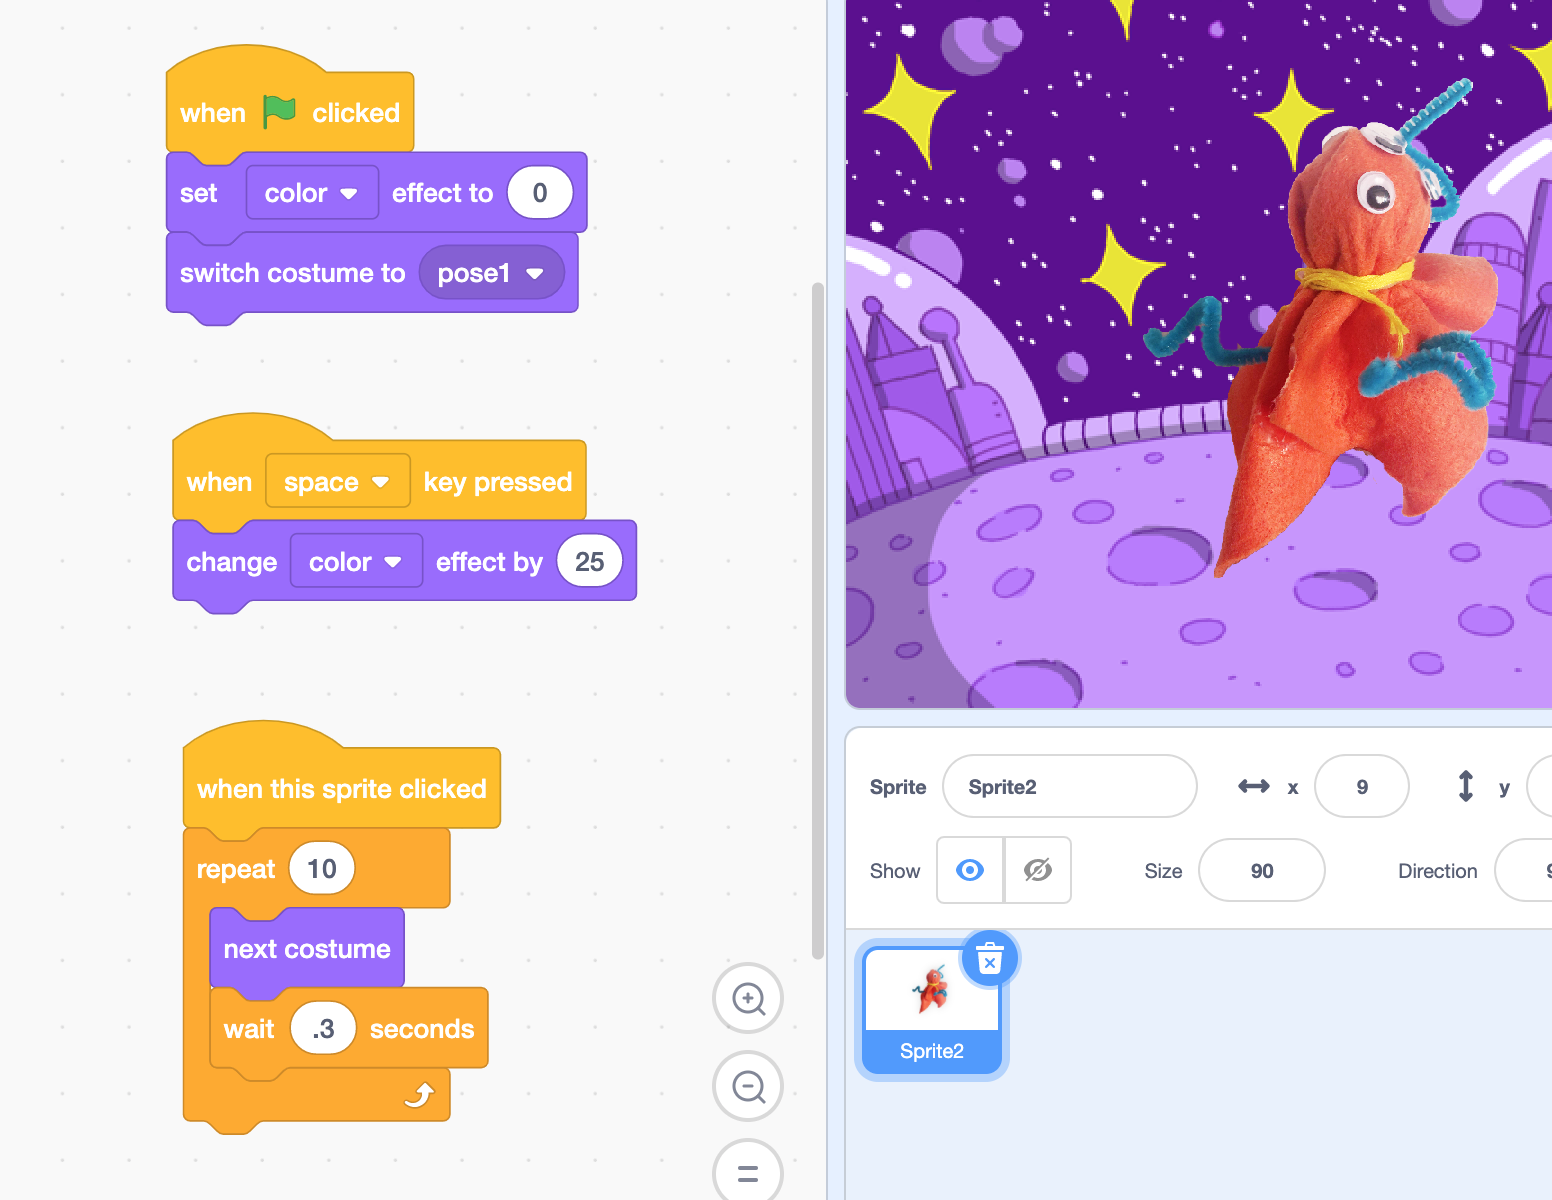 when clicked
set color effect to 0
switch costume to pose1
when space key pressed
change color effect by 25
when this sprite clicked
repeat 10
next costume
wait .3 seconds
Sprite Sprite2 x 9 y
Show Size 90 Direction
Sprite2